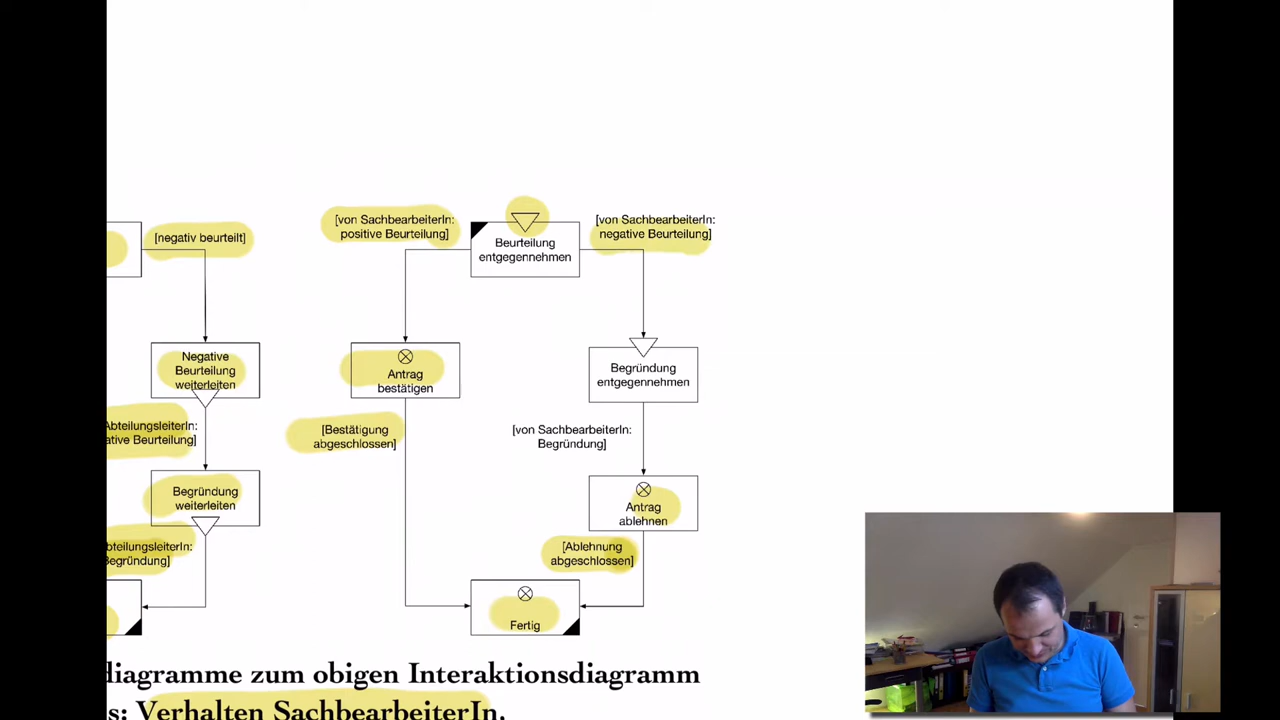 [negativ beurteilt]
Negative
Beurteilung
weiterleiten
AbteilungsleiterIn:
Beurteilung]
Begründung
weiterleiten
Begründung]
[von SachbearbeiterIn:
positive Beurteilung]
Beurteilung
entgegennehmen
[von SachbearbeiterIn:
negative Beurteilung]
Antrag
bestätigen
Begründung
entgegennehmen
[Bestätigung
abgeschlossen]
[von SachbearbeiterIn:
Begründung]
Antrag
ablehnen
[Ablehnung
abgeschlossen]
Fertig
diagramme zum obigen Interaktionsdiagramm
Verhalten SachbearbeiterIn.